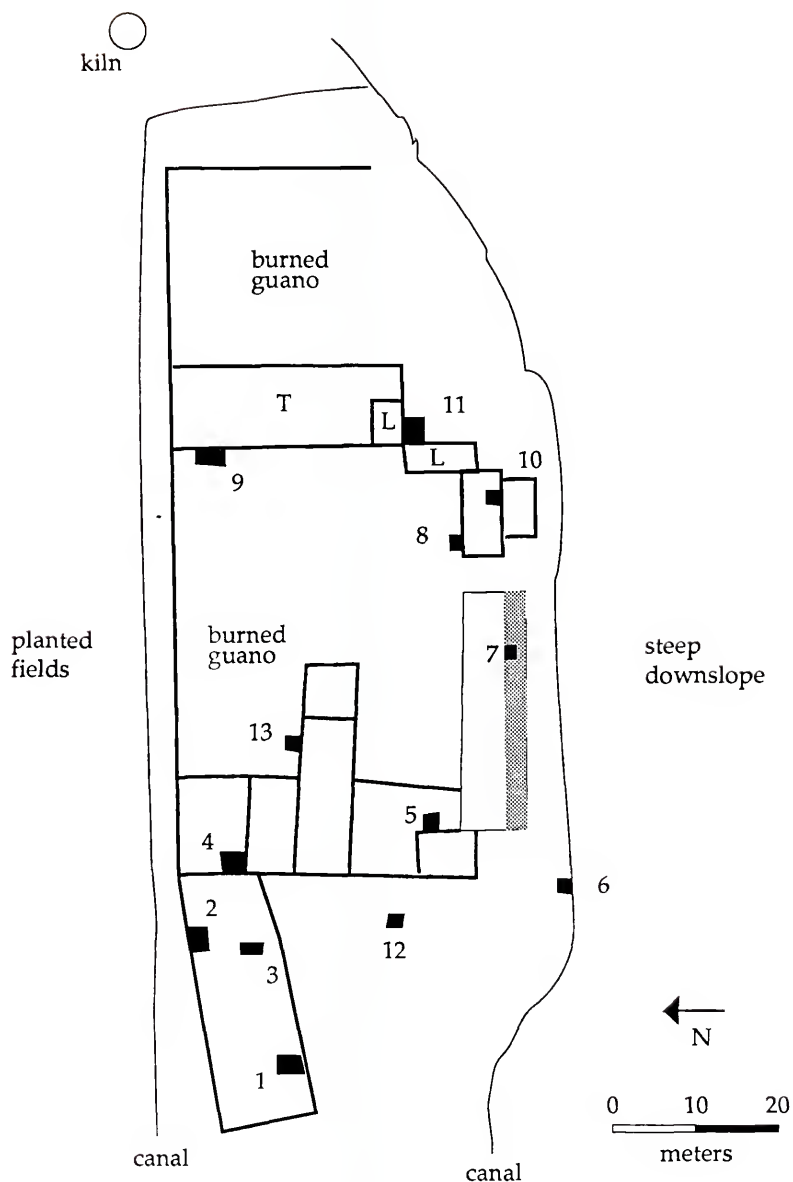 kiln
burned
guano
T
L
11
L
10
9
8
planted
fields
burned
guano
7
steep
downslope
13
5
4
6
2
12
3
N
1
0 10 20
meters
canal
canal